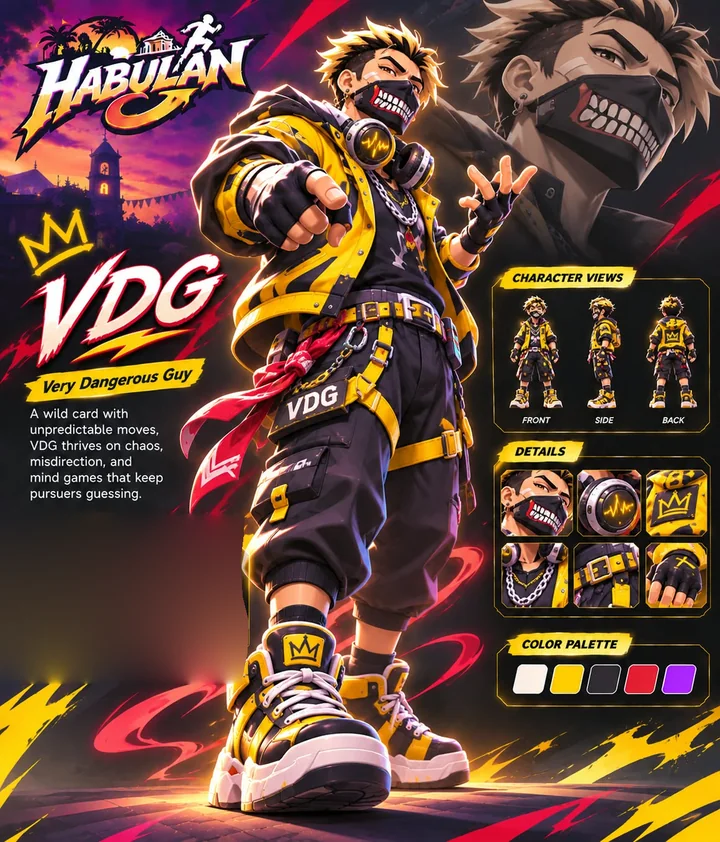 HABULAN
VDG
Very Dangerous Guy
A wild card with
unpredictable moves,
VDG thrives on chaos,
misdirection, and
mind games that keep
pursuers guessing.
VDG
CHARACTER VIEWS
FRONT
SIDE
BACK
DETAILS
COLOR PALETTE